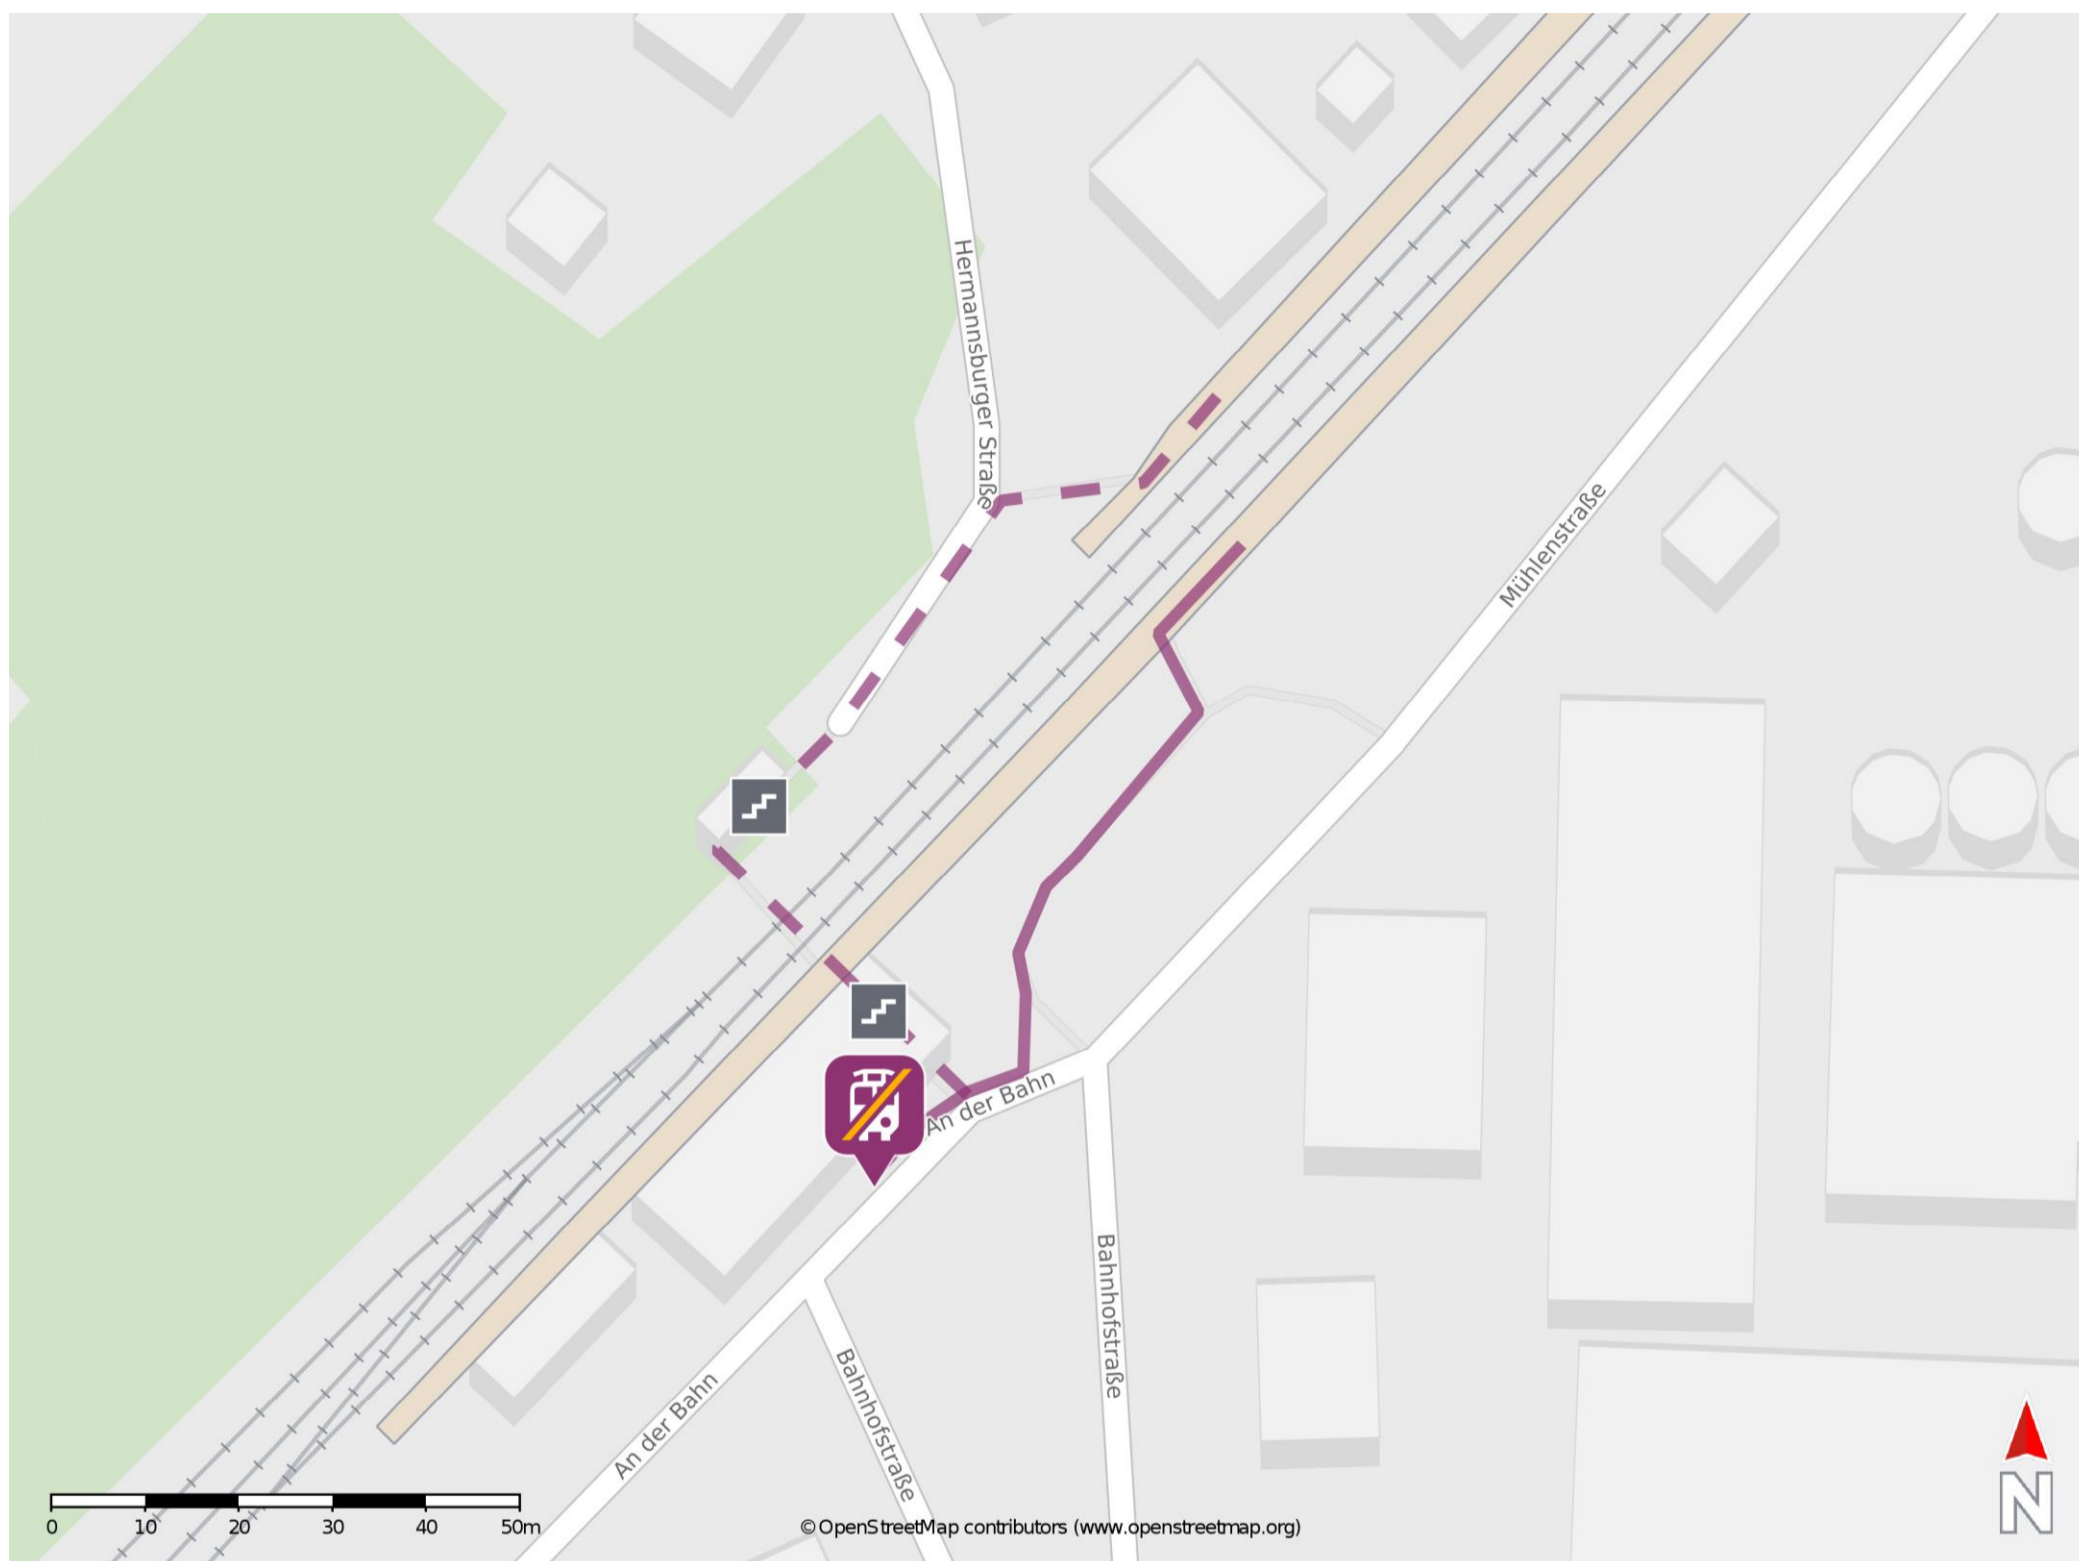 Hermannsburger Straße
Mühlenstraße
An der Bahn
Bahnhofstraße
An der Bahn
Bahnhofstraße
0 10 20 30 40 50m
© OpenStreetMap contributors (www.openstreetmap.org)
N